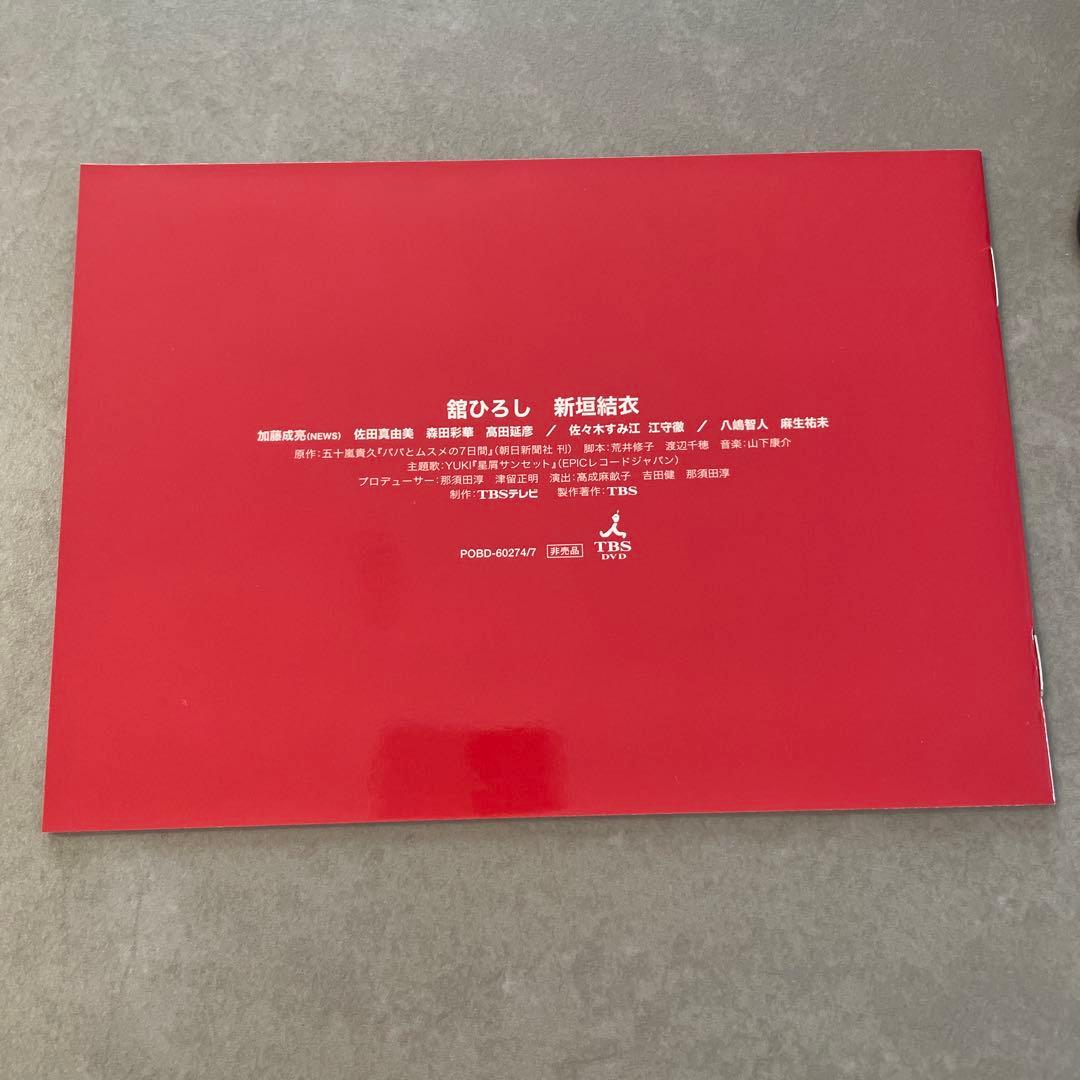 舘ひろし　新垣結衣
加藤成亮(NEWS)　佐田真由美　森田彩華　髙田延彦　／　佐々木すみ江　江守徹　／　八嶋智人　麻生祐未
原作：五十嵐貴久『パパとムスメの7日間』(朝日新聞社 刊)　脚本：荒井修子　渡辺千穂　音楽：山下康介
主題歌：YUKI『星屑サンセット』(EPICレコードジャパン)
プロデューサー：那須田淳　津留正明　演出：高成麻畝子　吉田健　那須田淳
制作：TBSテレビ　製作著作：TBS
POBD-60274/7　非売品　TBS
DVD